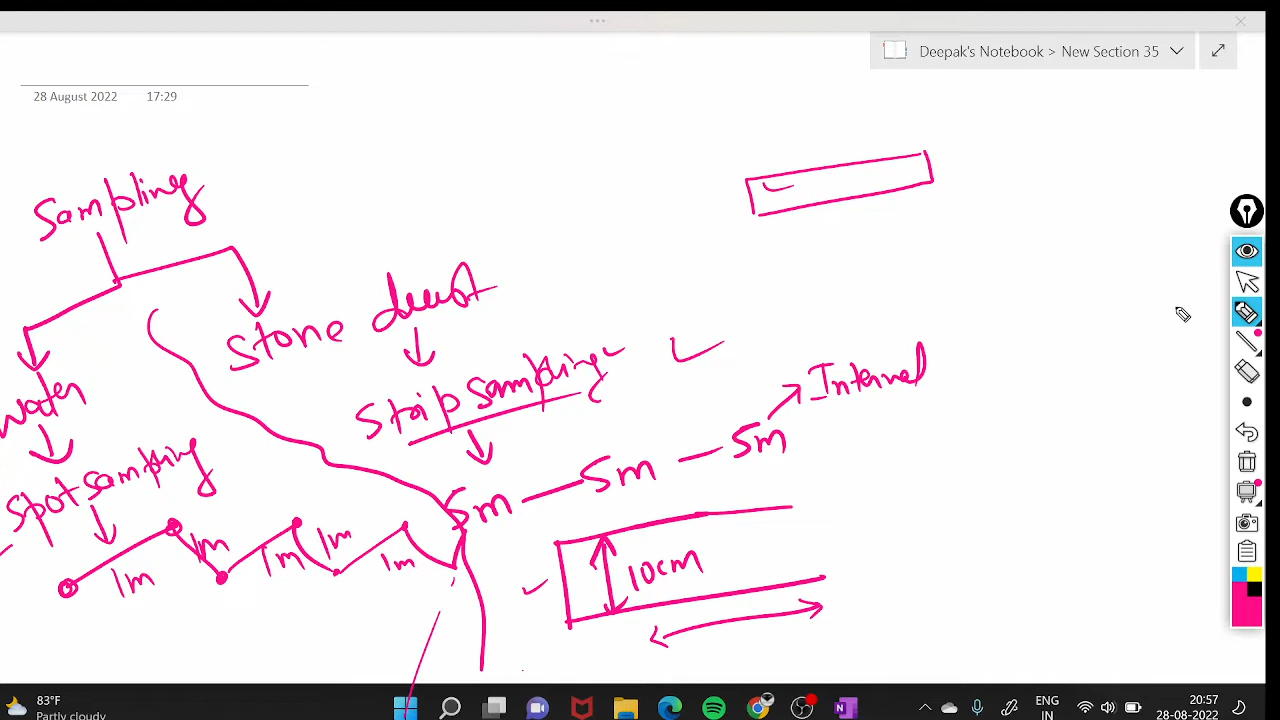 Deepak's Notebook > New Section 35
28 August 2022 17:29
Sampling
Stone dust
Strip sampling
Water
Spot sampling
5m — 5m — 5m
Interval
1m 1m 1m 1m 1m
10cm
83°F
Partly cloudy
ENG
IN
20:57
28-08-2022